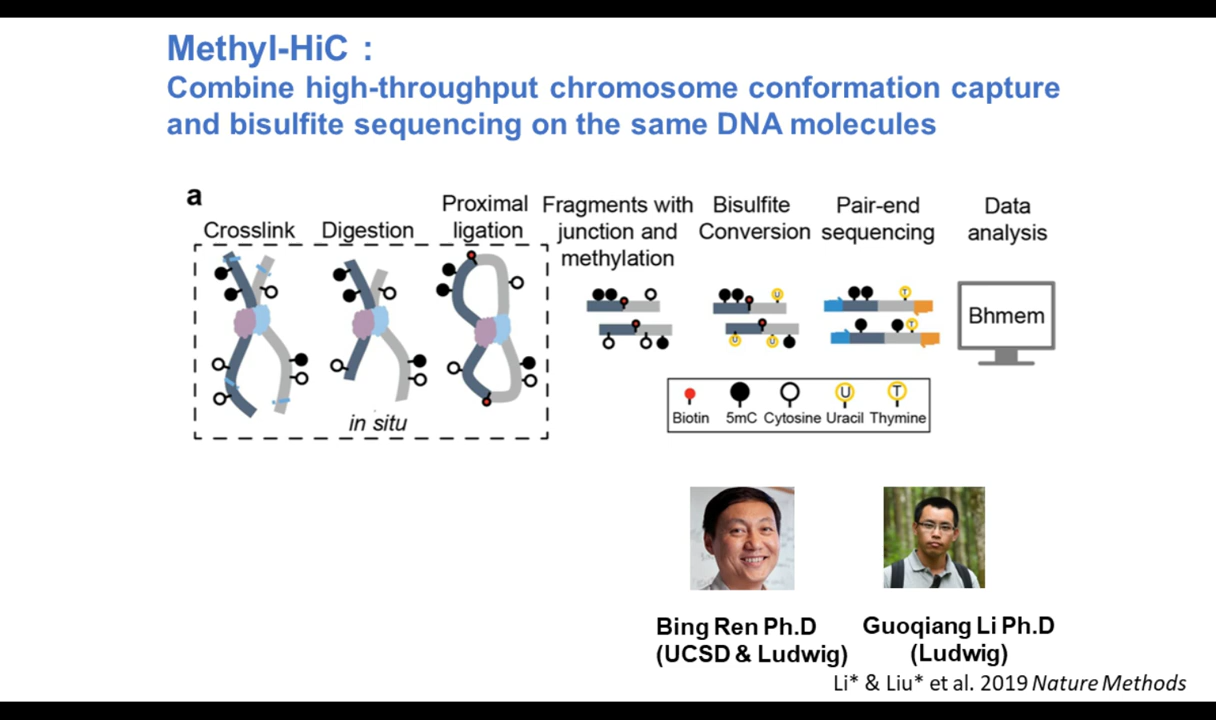 Methyl-HiC :
Combine high-throughput chromosome conformation capture
and bisulfite sequencing on the same DNA molecules
a
Crosslink
Digestion
Proximal
ligation
Fragments with
junction and
methylation
Bisulfite
Conversion
Pair-end
sequencing
Data
analysis
in situ
U
U
U
T
T
Bhmem
U
T
Biotin
5mC
Cytosine
Uracil
Thymine
Bing Ren Ph.D
(UCSD & Ludwig)
Guoqiang Li Ph.D
(Ludwig)
Li* & Liu* et al. 2019 Nature Methods